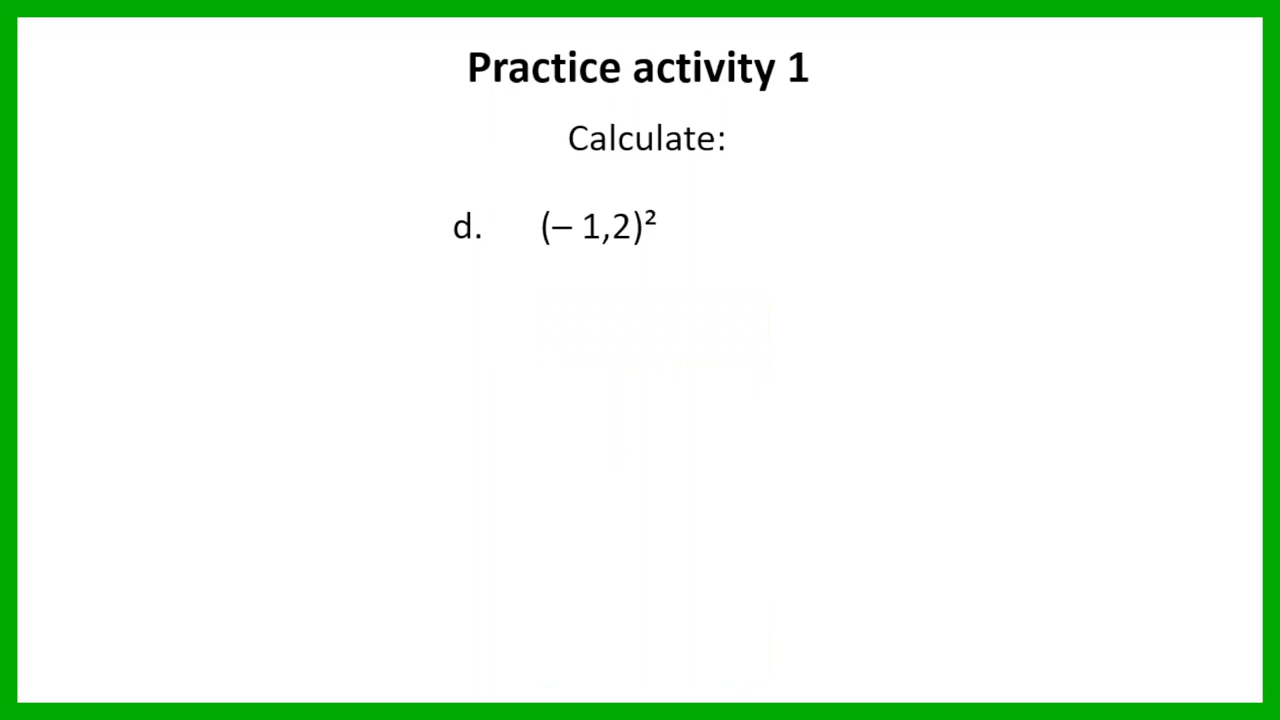 Practice activity 1
Calculate:
d. (– 1,2)²